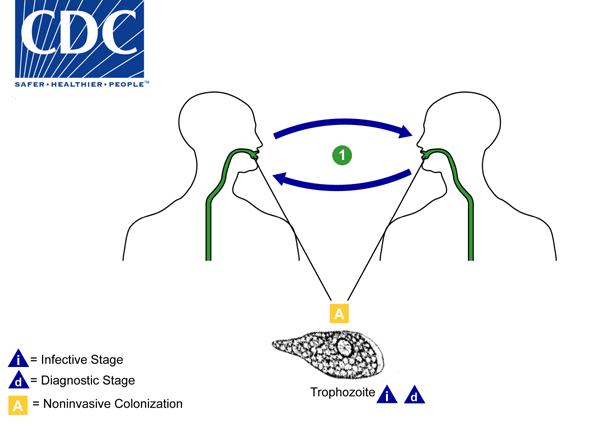 CDC
SAFER • HEALTHIER • PEOPLE™
1
A
Trophozoite i d
i = Infective Stage
d = Diagnostic Stage
A = Noninvasive Colonization